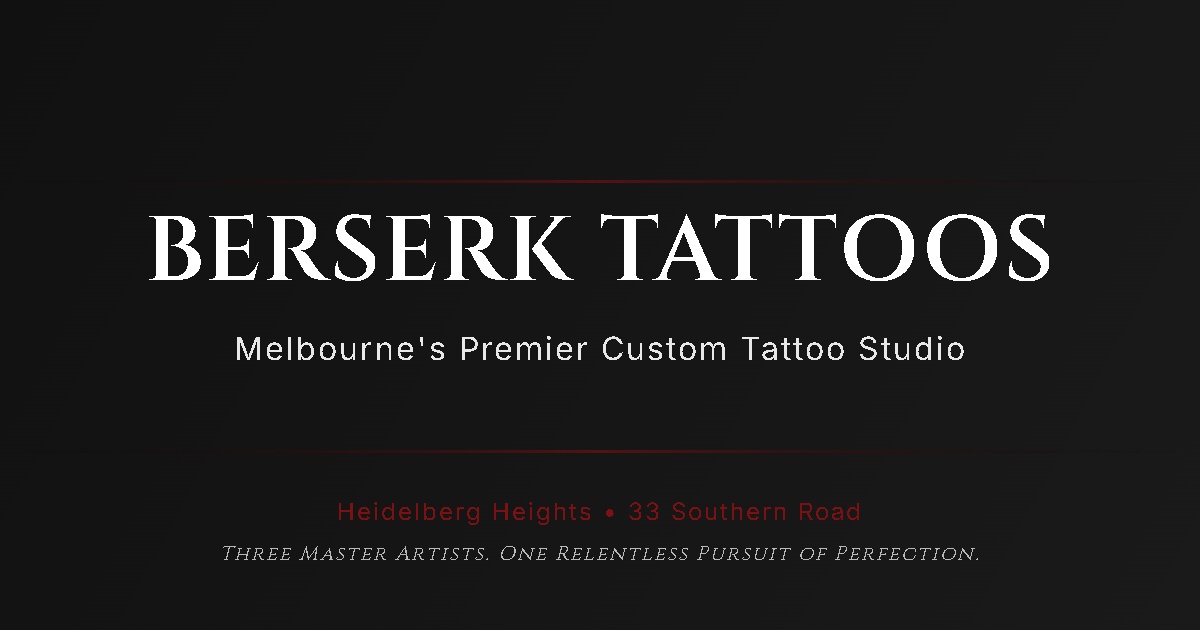 BERSERK TATTOOS
Melbourne's Premier Custom Tattoo Studio
Heidelberg Heights • 33 Southern Road
Three Master Artists. One Relentless Pursuit of Perfection.